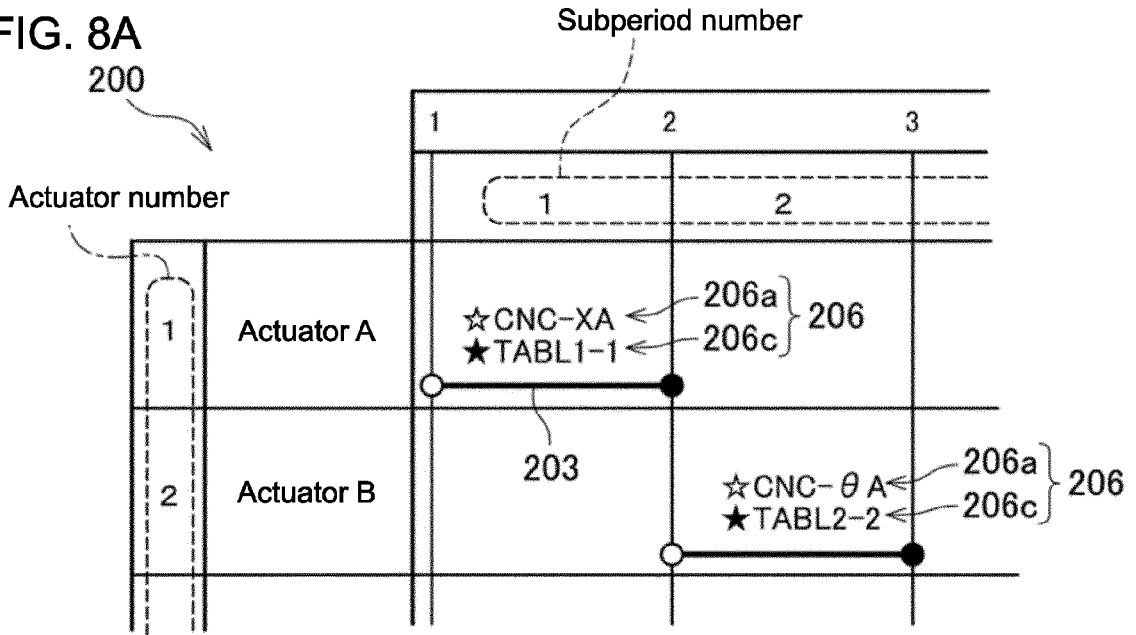 FIG. 8A
200
Subperiod number
1 2 3
Actuator number
1 2
1 Actuator A
☆CNC-XA 206a
★TABL1-1 206c
206
203
2 Actuator B
☆CNC-θA 206a
★TABL2-2 206c
206